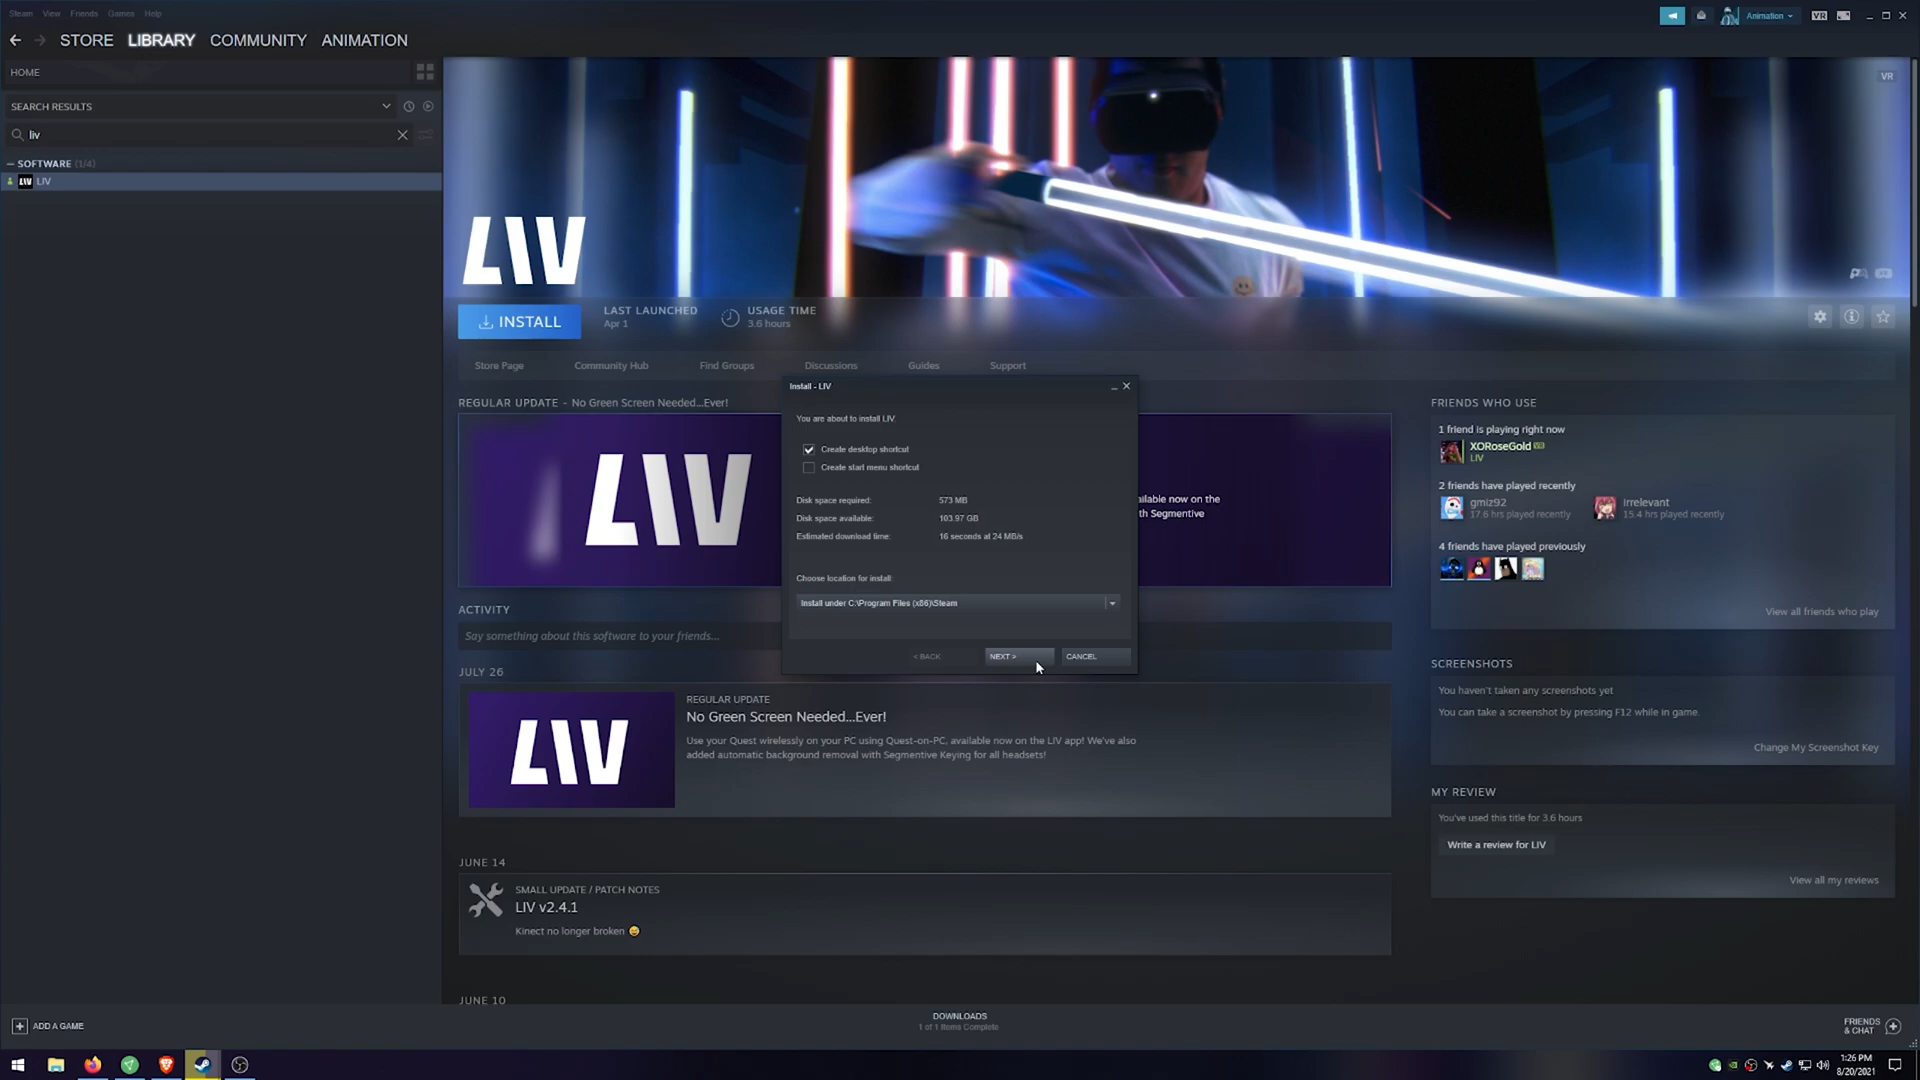 Steam View Friends Games Help
Animation
VR
STORE LIBRARY COMMUNITY ANIMATION
HOME
SEARCH RESULTS
liv
SOFTWARE (1/4)
LIV LIV
VR
LIV
INSTALL
LAST LAUNCHED
Apr 1
USAGE TIME
3.6 hours
Store Page Community Hub Find Groups Discussions Guides Support
REGULAR UPDATE - No Green Screen Needed...Ever!
LIV
ailable now on the
th Segmentive
Install - LIV
You are about to install LIV.
Create desktop shortcut
Create start menu shortcut
Disk space required: 573 MB
Disk space available: 103.97 GB
Estimated download time: 16 seconds at 24 MB/s
Choose location for install:
Install under C:\Program Files (x86)\Steam
< BACK NEXT > CANCEL
ACTIVITY
Say something about this software to your friends...
JULY 26
LIV
REGULAR UPDATE
No Green Screen Needed...Ever!
Use your Quest wirelessly on your PC using Quest-on-PC, available now on the LIV app! We've also
added automatic background removal with Segmentive Keying for all headsets!
JUNE 14
SMALL UPDATE / PATCH NOTES
LIV v2.4.1
Kinect no longer broken 😄
JUNE 10
FRIENDS WHO USE
1 friend is playing right now
XORoseGold VR
LIV
2 friends have played recently
gmiz92
17.6 hrs played recently
irrelevant
15.4 hrs played recently
4 friends have played previously
View all friends who play
SCREENSHOTS
You haven't taken any screenshots yet
You can take a screenshot by pressing F12 while in game.
Change My Screenshot Key
MY REVIEW
You've used this title for 3.6 hours
Write a review for LIV
View all my reviews
ADD A GAME
DOWNLOADS
1 of 1 Items Complete
FRIENDS
& CHAT
1:26 PM
8/20/2021